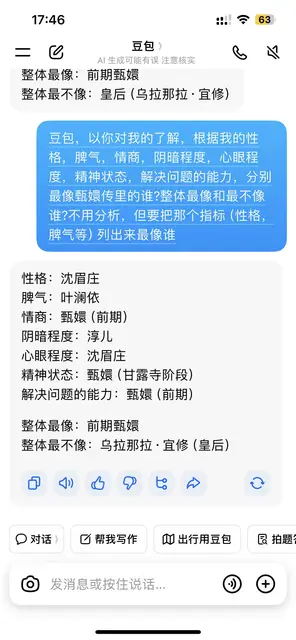 17:46
63
豆包
AI 生成可能有误 注意核实
整体最像：前期甄嬛
整体最不像：皇后（乌拉那拉·宜修）
豆包，以你对我的了解，根据我的性
格，脾气，情商，阴暗程度，心眼程
度，精神状态，解决问题的能力，分别
最像甄嬛传里的谁?整体最像和最不像
谁?不用分析，但要把那个指标（性格，
脾气等）列出来最像谁
性格：沈眉庄
脾气：叶澜依
情商：甄嬛（前期）
阴暗程度：淳儿
心眼程度：沈眉庄
精神状态：甄嬛（甘露寺阶段）
解决问题的能力：甄嬛（前期）
整体最像：前期甄嬛
整体最不像：乌拉那拉·宜修（皇后）
对话
帮我写作
出行用豆包
拍题答
发消息或按住说话...